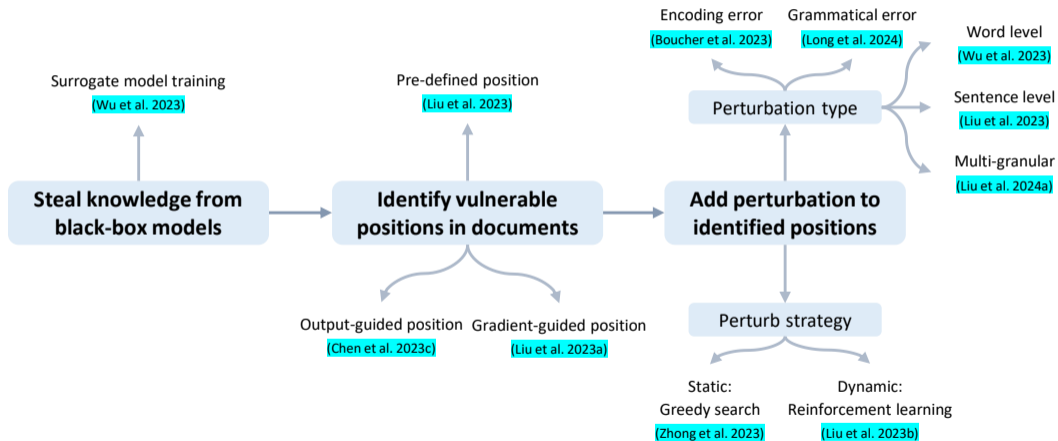 Encoding error
(Boucher et al. 2023)
Grammatical error
(Long et al. 2024)
Word level
(Wu et al. 2023)
Surrogate model training
(Wu et al. 2023)
Pre-defined position
(Liu et al. 2023)
Perturbation type
Sentence level
(Liu et al. 2023)
Multi-granular
(Liu et al. 2024a)
Steal knowledge from
black-box models
Identify vulnerable
positions in documents
Add perturbation to
identified positions
Output-guided position
(Chen et al. 2023c)
Gradient-guided position
(Liu et al. 2023a)
Perturb strategy
Static:
Greedy search
(Zhong et al. 2023)
Dynamic:
Reinforcement learning
(Liu et al. 2023b)